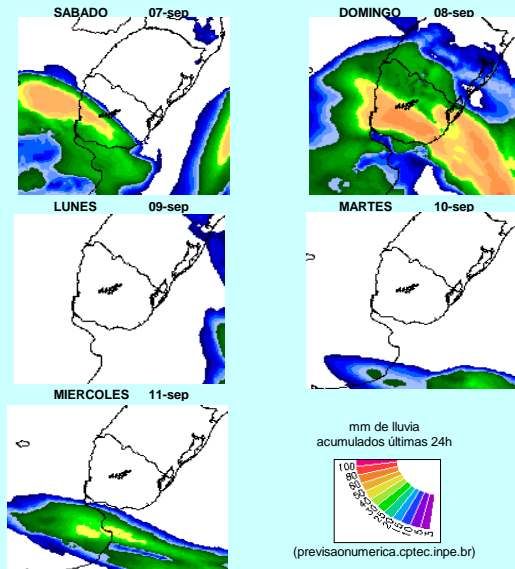 SABADO 07-sep
DOMINGO 08-sep
LUNES 09-sep
MARTES 10-sep
MIERCOLES 11-sep
mm de lluvia
acumulados últimas 24h
100
80
(previsaonumerica.cptec.inpe.br)